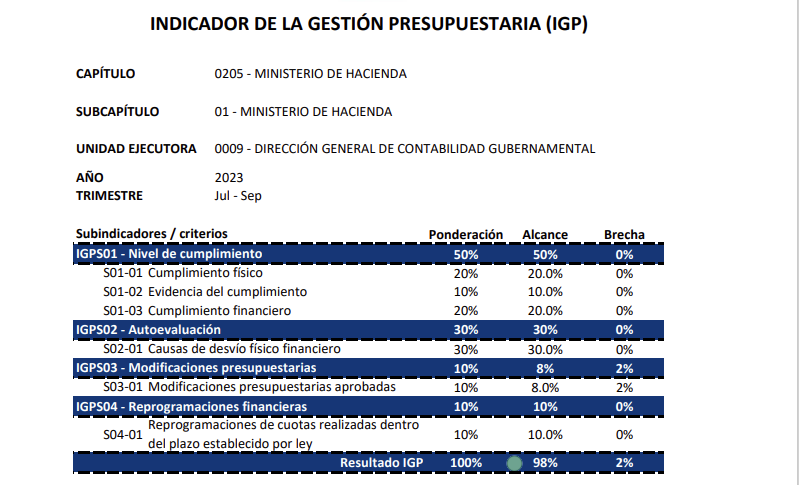 INDICADOR DE LA GESTIÓN PRESUPUESTARIA (IGP)
CAPÍTULO 0205 - MINISTERIO DE HACIENDA
SUBCAPÍTULO 01 - MINISTERIO DE HACIENDA
UNIDAD EJECUTORA 0009 - DIRECCIÓN GENERAL DE CONTABILIDAD GUBERNAMENTAL
AÑO 2023
TRIMESTRE Jul - Sep
Subindicadores / criterios Ponderación Alcance Brecha
IGPS01 - Nivel de cumplimiento 50% 50% 0%
S01-01 Cumplimiento físico 20% 20.0% 0%
S01-02 Evidencia del cumplimiento 10% 10.0% 0%
S01-03 Cumplimiento financiero 20% 20.0% 0%
IGPS02 - Autoevaluación 30% 30% 0%
S02-01 Causas de desvío físico financiero 30% 30.0% 0%
IGPS03 - Modificaciones presupuestarias 10% 8% 2%
S03-01 Modificaciones presupuestarias aprobadas 10% 8.0% 2%
IGPS04 - Reprogramaciones financieras 10% 10% 0%
S04-01 Reprogramaciones de cuotas realizadas dentro
del plazo establecido por ley 10% 10.0% 0%
Resultado IGP 100% 98% 2%